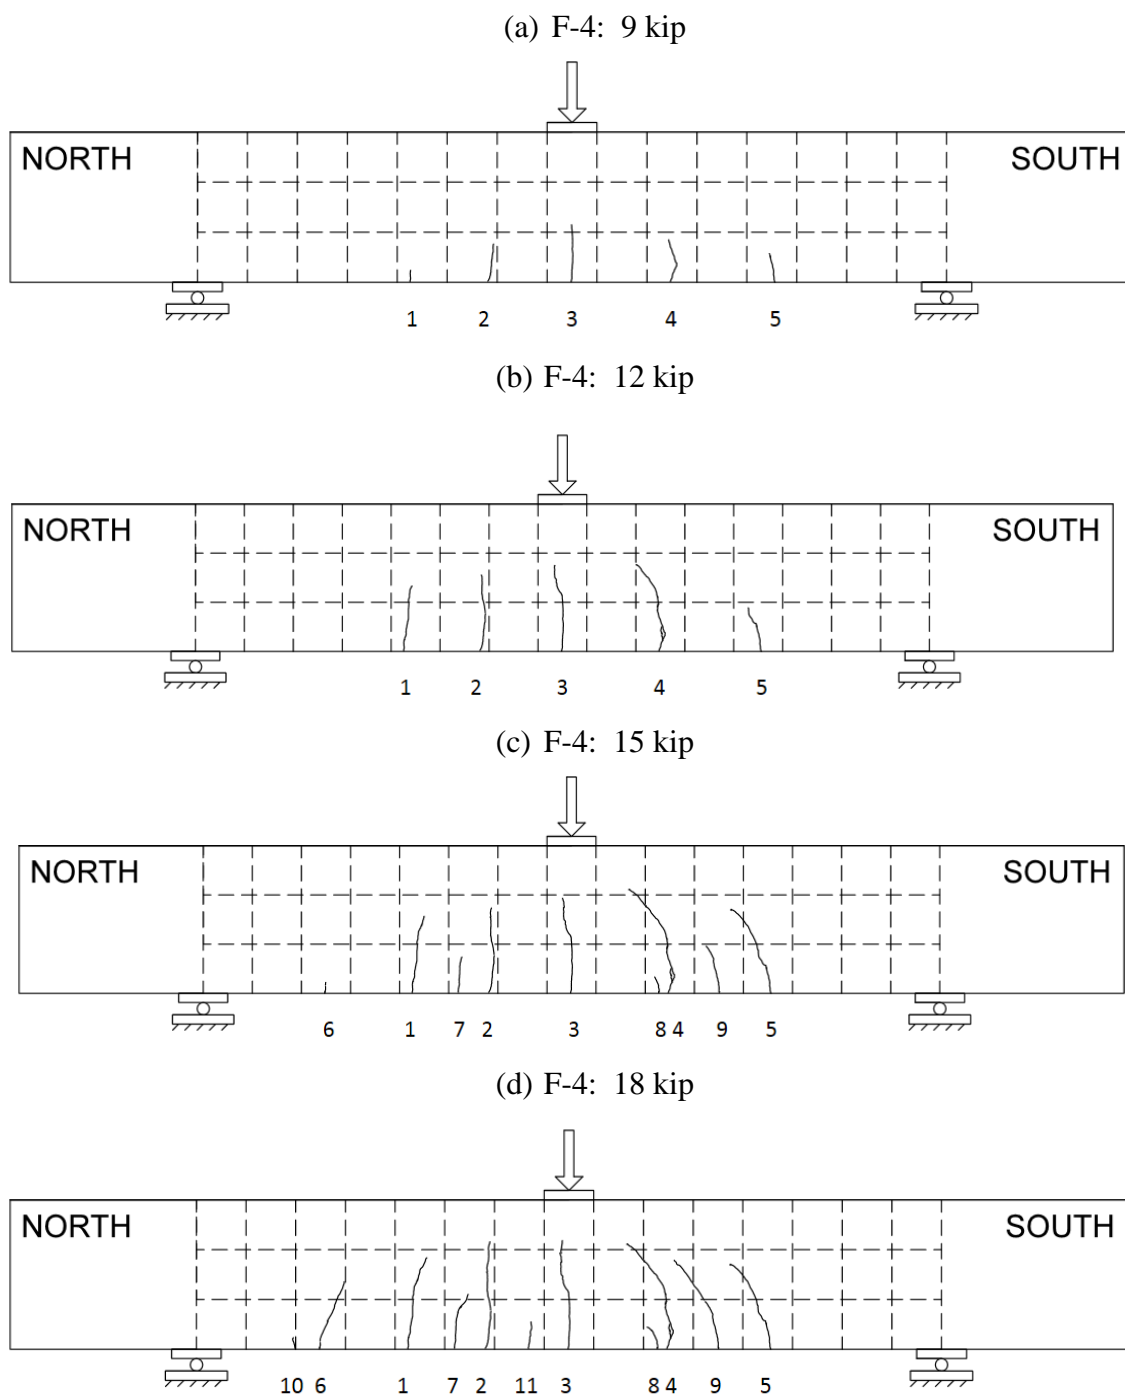 (a) F-4: 9 kip
NORTH SOUTH
1 2 3 4 5
(b) F-4: 12 kip
NORTH SOUTH
1 2 3 4 5
(c) F-4: 15 kip
NORTH SOUTH
6 1 7 2 3 8 4 9 5
(d) F-4: 18 kip
NORTH SOUTH
10 6 1 7 2 11 3 8 4 9 5